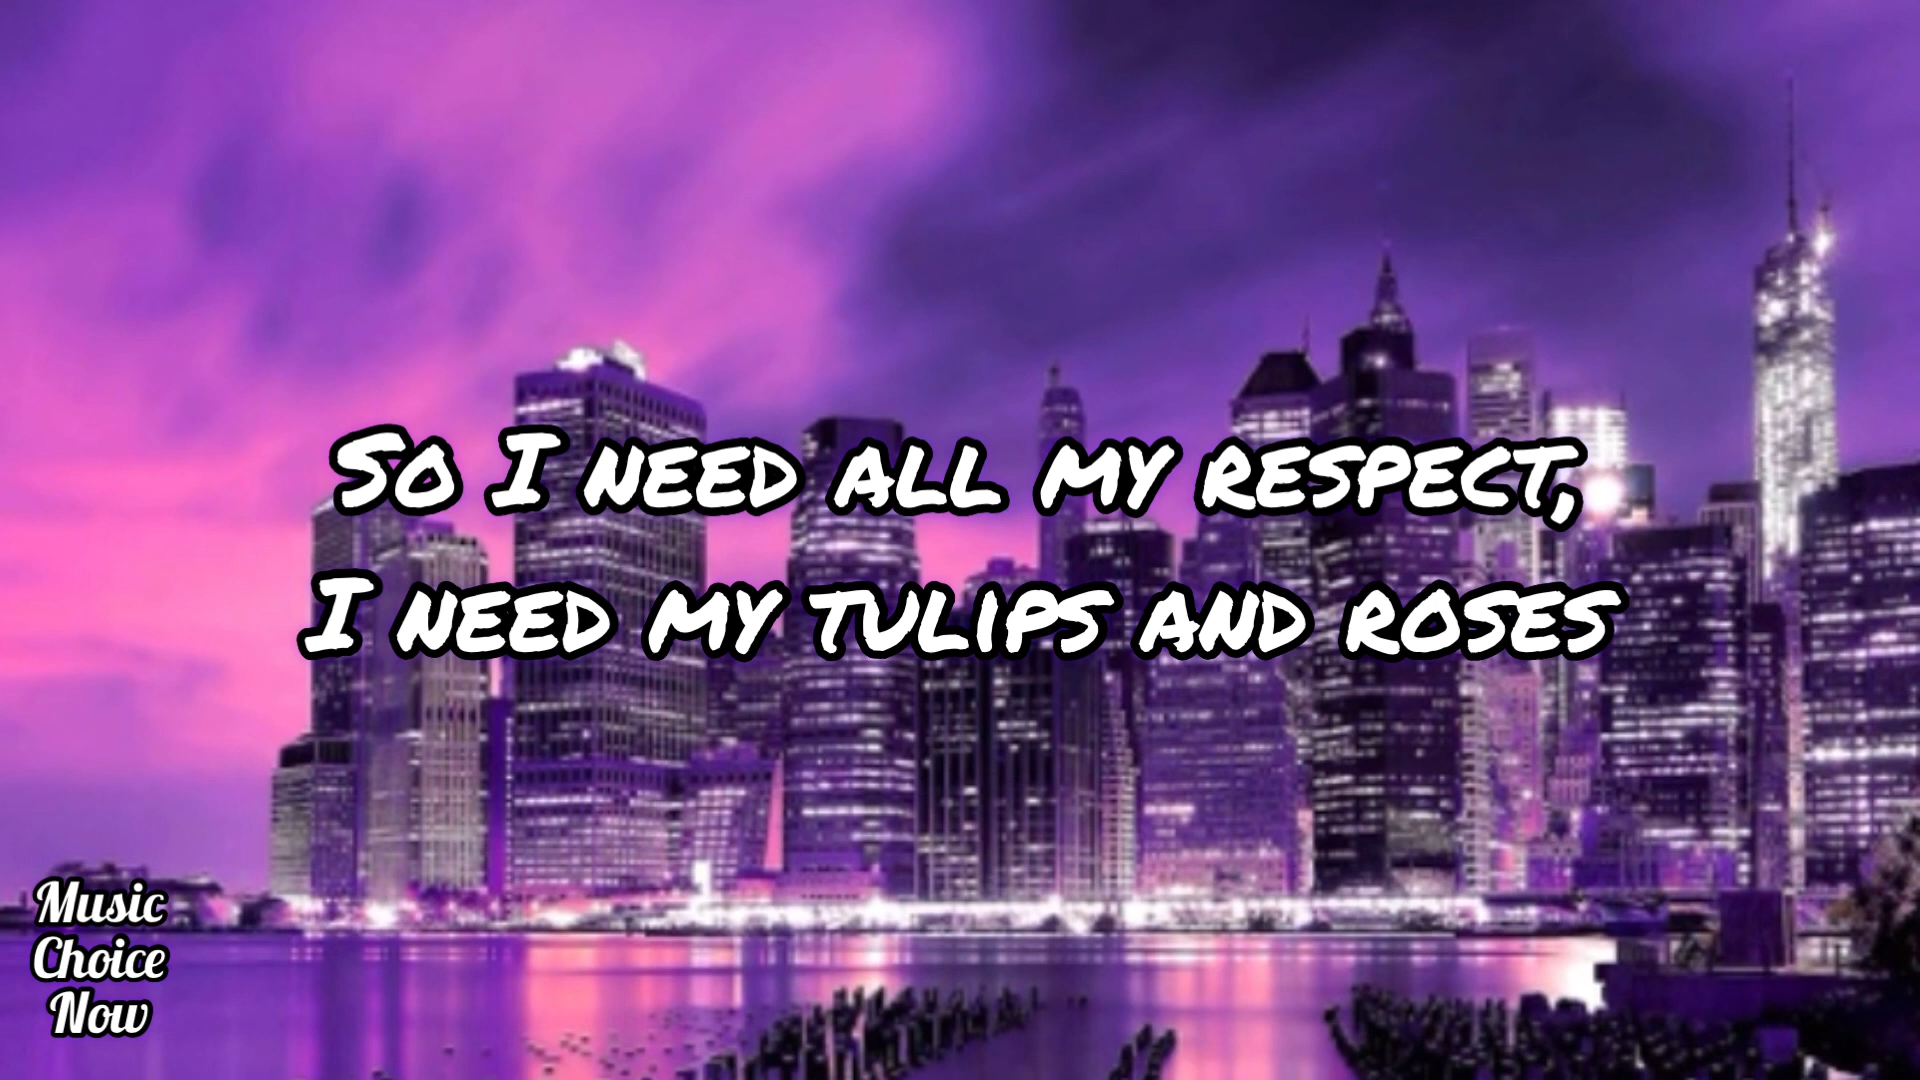 So I need all my respect,
I need my tulips and roses
Music
Choice
Now